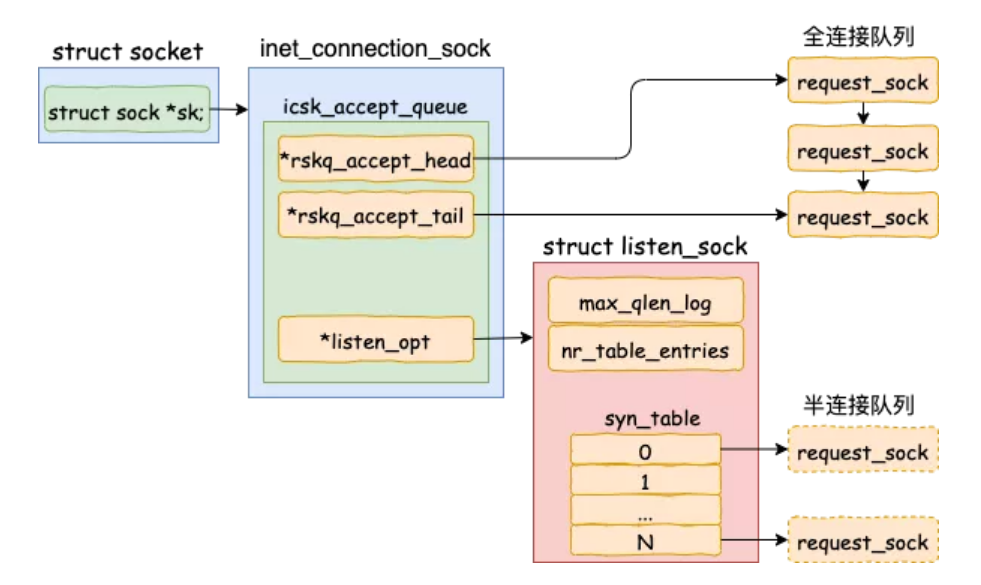 struct socket
struct sock *sk;
inet_connection_sock
icsk_accept_queue
*rskq_accept_head
*rskq_accept_tail
*listen_opt
全连接队列
request_sock
request_sock
request_sock
struct listen_sock
max_qlen_log
nr_table_entries
syn_table
0
1
...
N
半连接队列
request_sock
request_sock